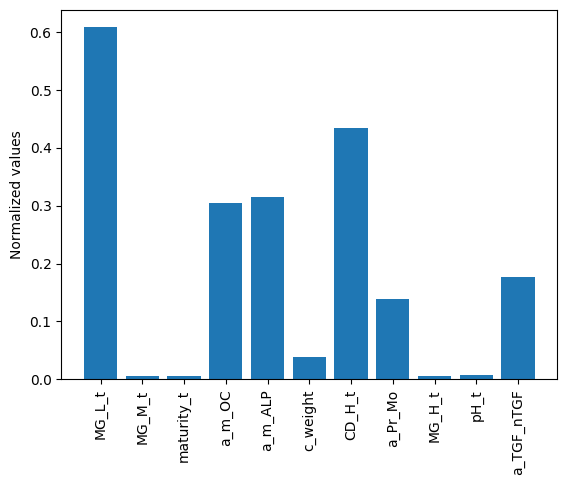 Normalized values
0.6
0.5
0.4
0.3
0.2
0.1
0.0
MG_L_t
MG_M_t
maturity_t
a_m_OC
a_m_ALP
c_weight
CD_H_t
a_Pr_Mo
MG_H_t
pH_t
a_TGF_nTGF